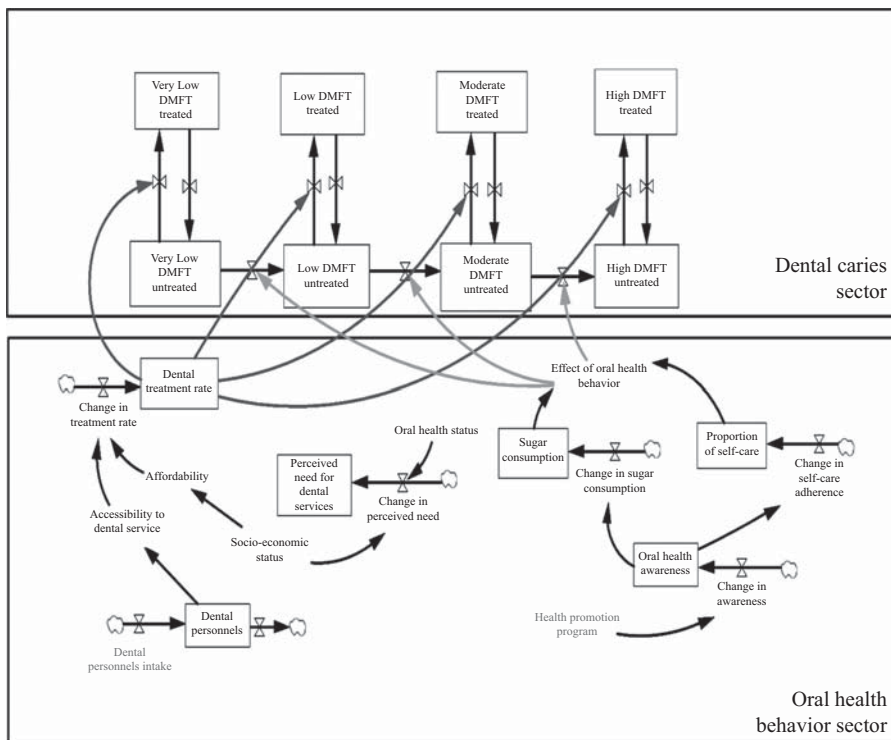 Very Low
DMFT
treated
Low DMFT
treated
Moderate
DMFT
treated
High DMFT
treated
Very Low
DMFT
untreated
Low DMFT
untreated
Moderate
DMFT
untreated
High DMFT
untreated
Dental caries
sector
Dental
treatment rate
Change in
treatment rate
Effect of oral health
behavior
Oral health status
Sugar
consumption
Proportion
of self-care
Perceived
need for
dental
services
Change in
perceived need
Change in sugar
consumption
Change in
self-care
adherence
Affordability
Accessibility to
dental service
Socio-economic
status
Oral health
awareness
Change in
awareness
Dental
personnels
Dental
personnels intake
Health promotion
program
Oral health
behavior sector